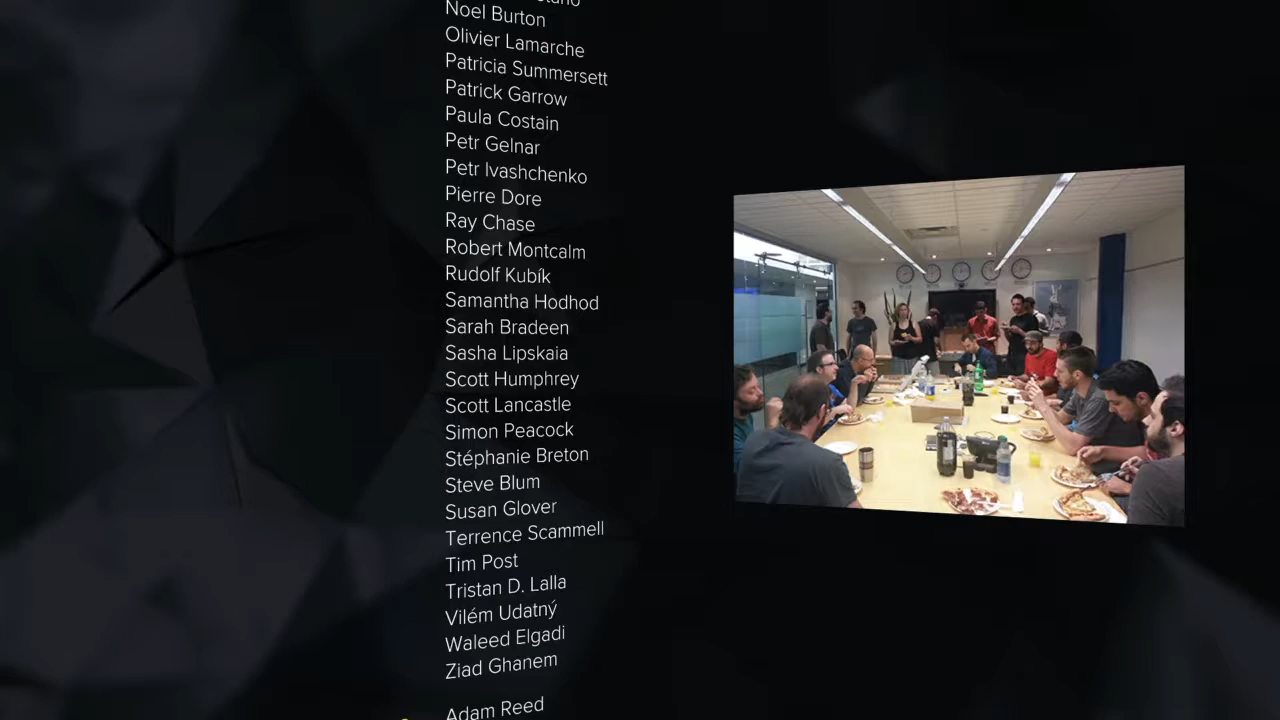 Noel Burton
Olivier Lamarche
Patricia Summersett
Patrick Garrow
Paula Costain
Petr Gelnar
Petr Ivashchenko
Pierre Dore
Ray Chase
Robert Montcalm
Rudolf Kubík
Samantha Hodhod
Sarah Bradeen
Sasha Lipskaia
Scott Humphrey
Scott Lancastle
Simon Peacock
Stéphanie Breton
Steve Blum
Susan Glover
Terrence Scammell
Tim Post
Tristan D. Lalla
Vilém Udatný
Waleed Elgadi
Ziad Ghanem
Adam Reed